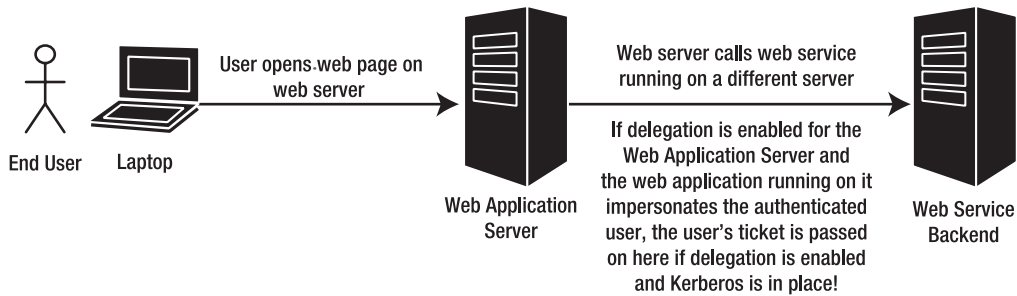 User opens web page on
web server
End User
Laptop
Web Application
Server
Web server calls web service
running on a different server
If delegation is enabled for the
Web Application Server and
the web application running on it
impersonates the authenticated
user, the user's ticket is passed
on here if delegation is enabled
and Kerberos is in place!
Web Service
Backend